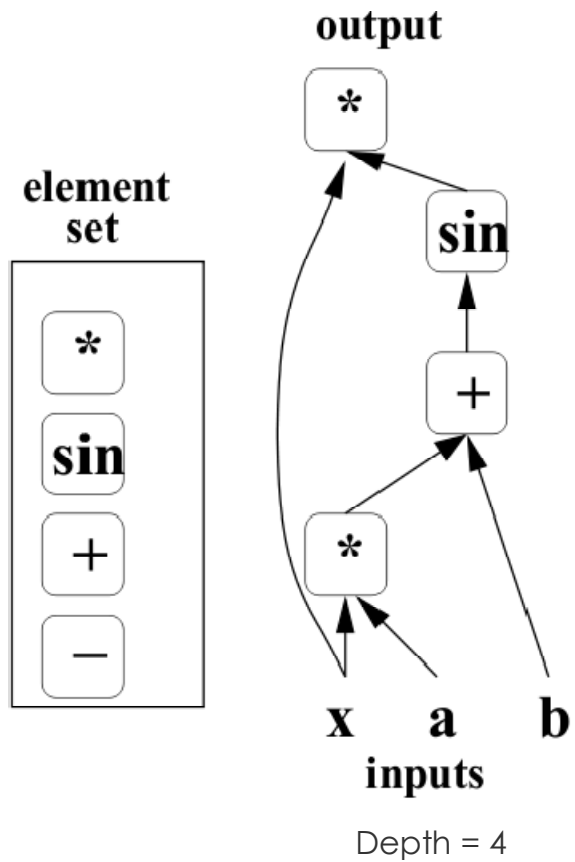 output
*
element
set
sin
*
sin
+
+
*
−
x a b
inputs
Depth = 4